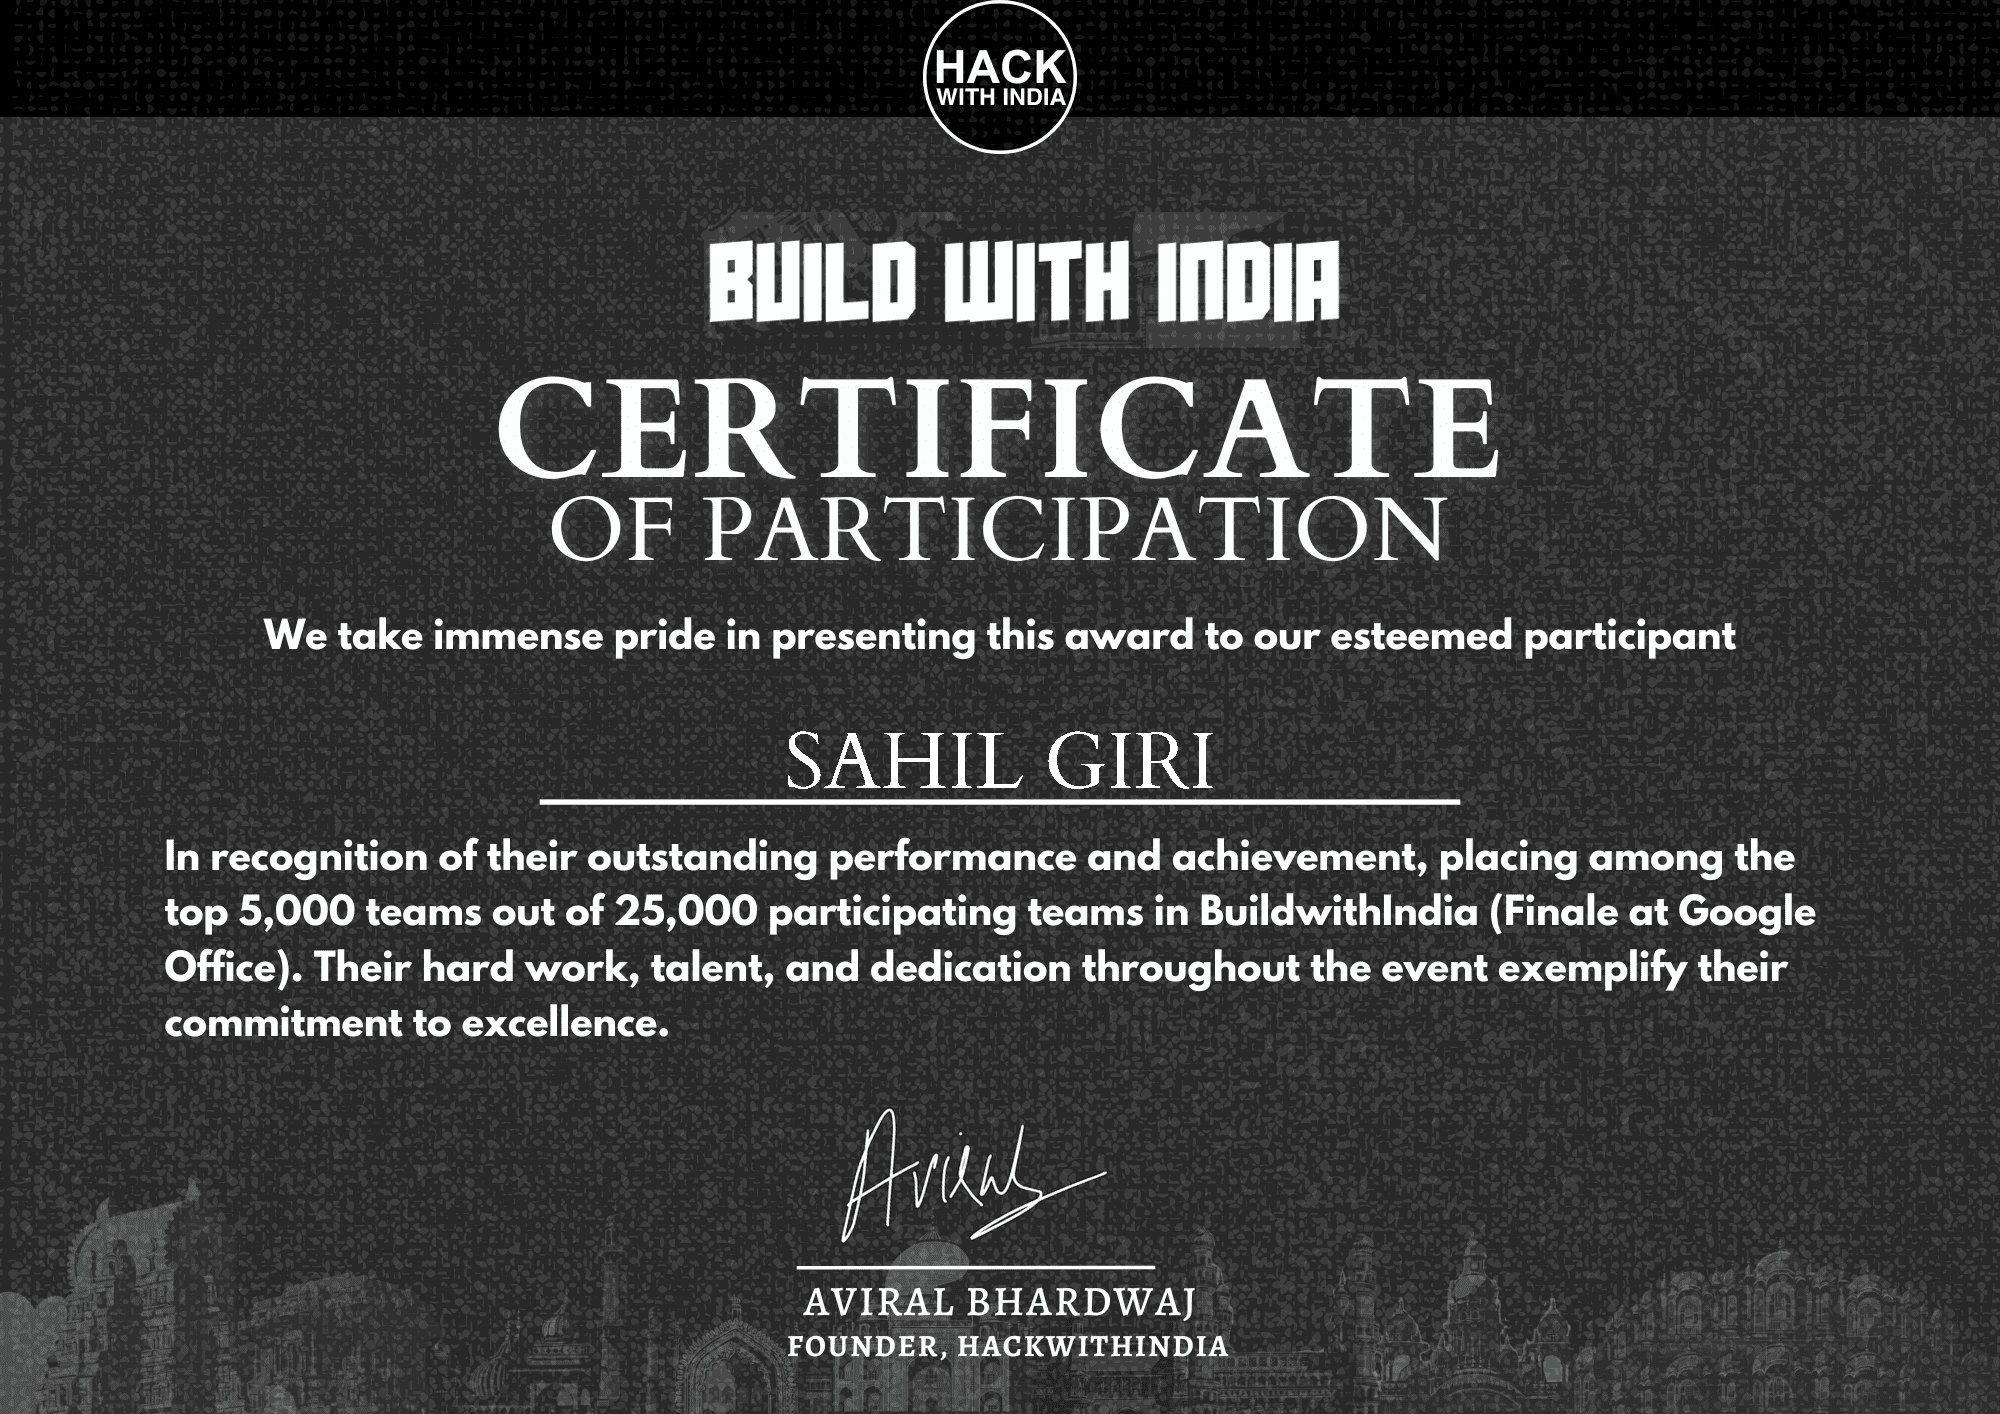 HACK
WITH INDIA
BUILD WITH INDIA
CERTIFICATE
OF PARTICIPATION
We take immense pride in presenting this award to our esteemed participant
SAHIL GIRI
In recognition of their outstanding performance and achievement, placing among the
top 5,000 teams out of 25,000 participating teams in BuildwithIndia (Finale at Google
Office). Their hard work, talent, and dedication throughout the event exemplify their
commitment to excellence.
Aviral
AVIRAL BHARDWAJ
FOUNDER, HACKWITHINDIA